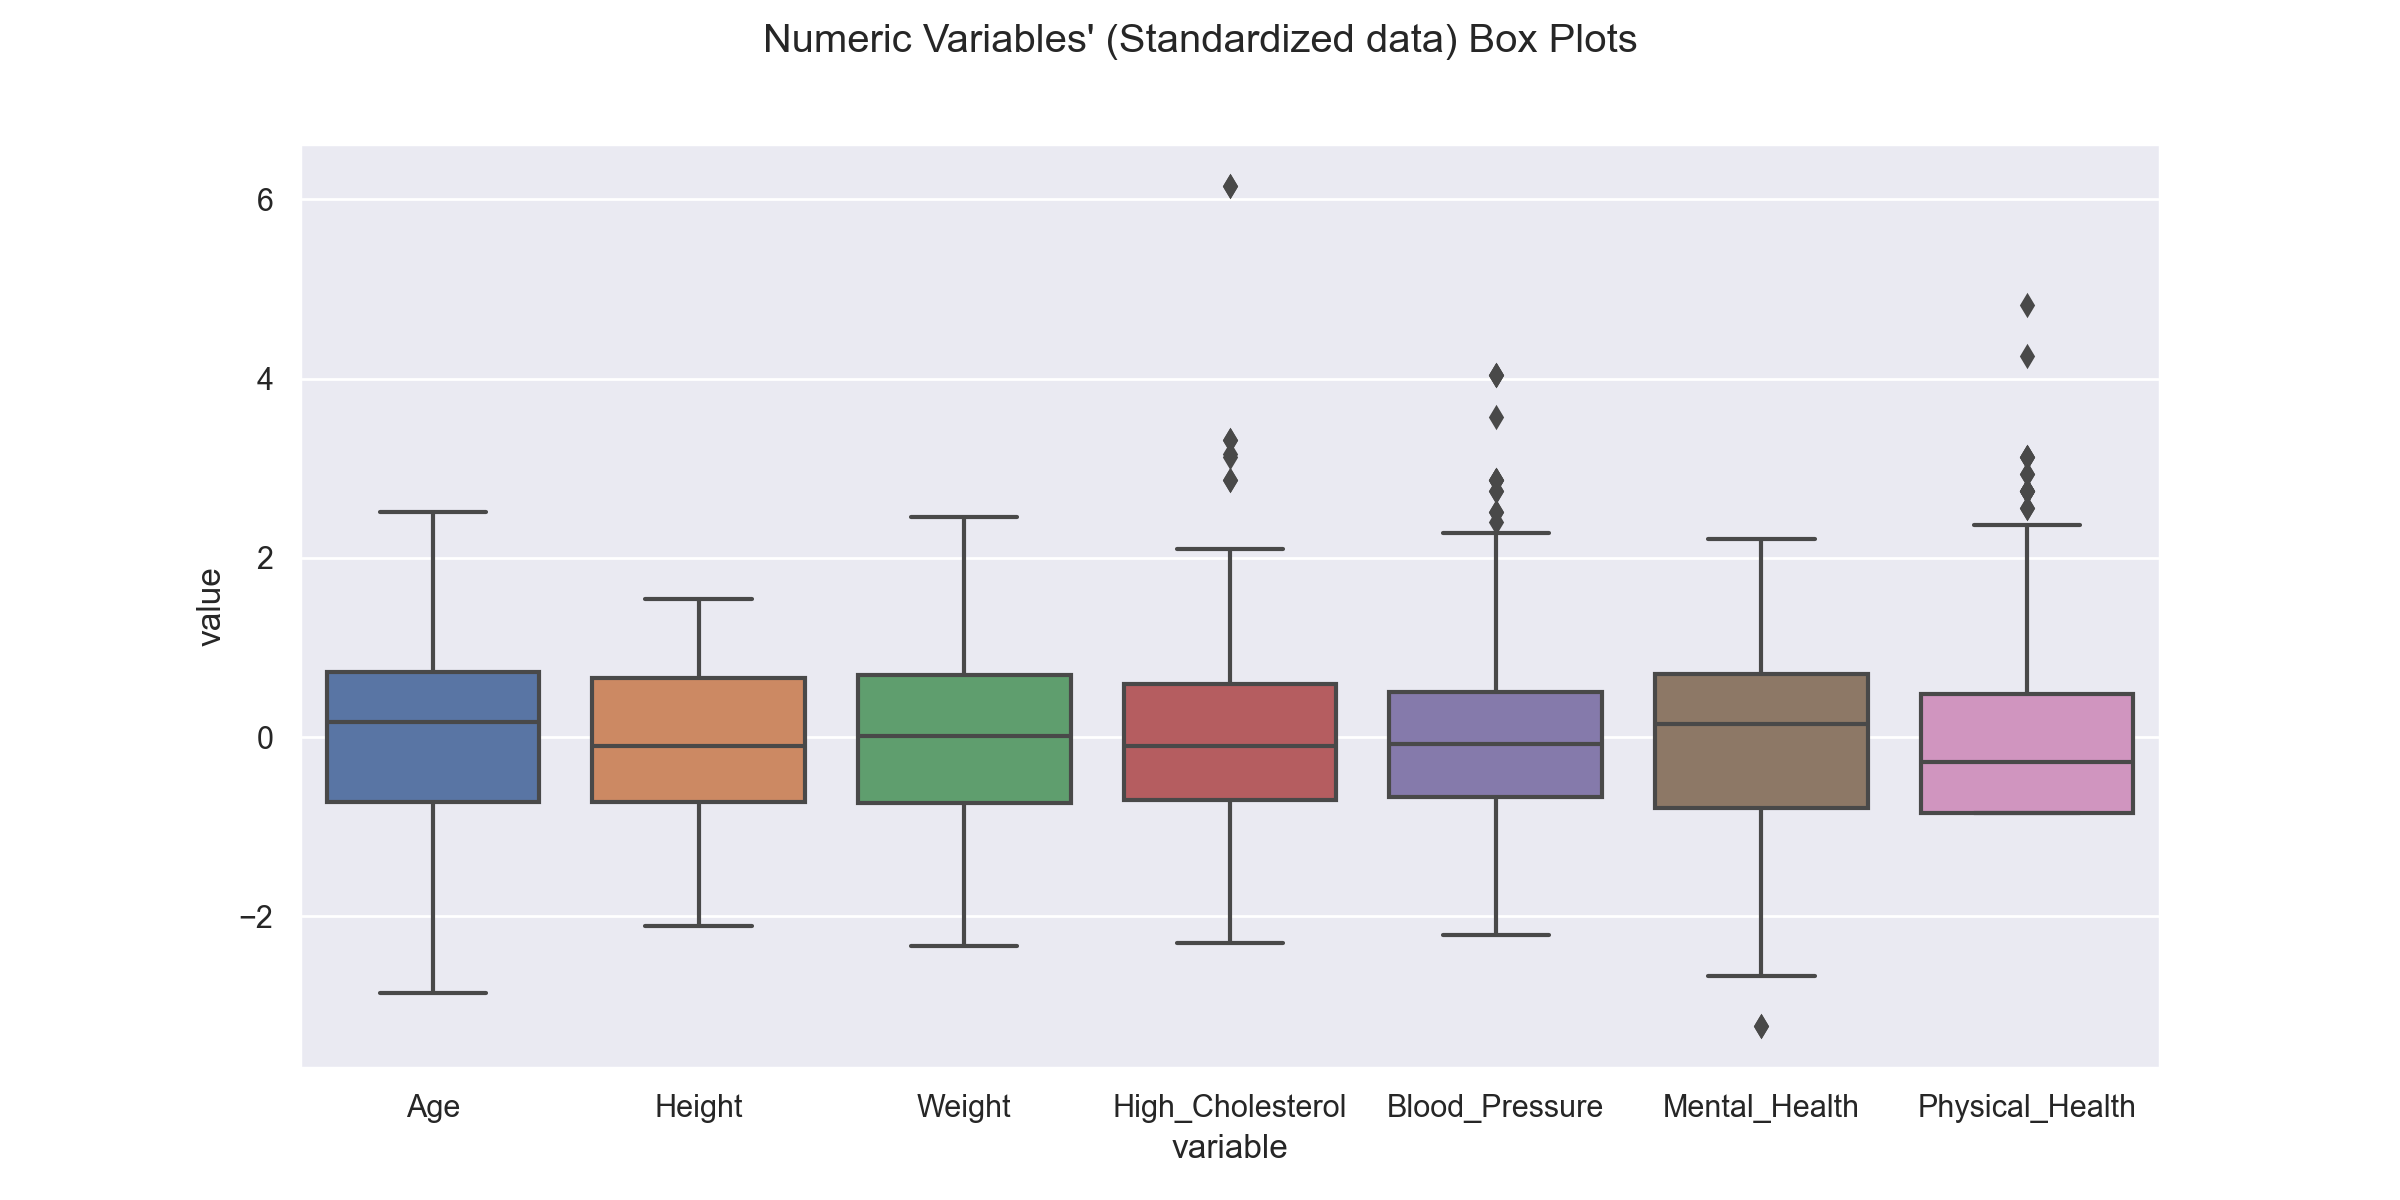 Numeric Variables' (Standardized data) Box Plots
6
4
2
0
−2
value
Age Height Weight High_Cholesterol Blood_Pressure Mental_Health Physical_Health
variable